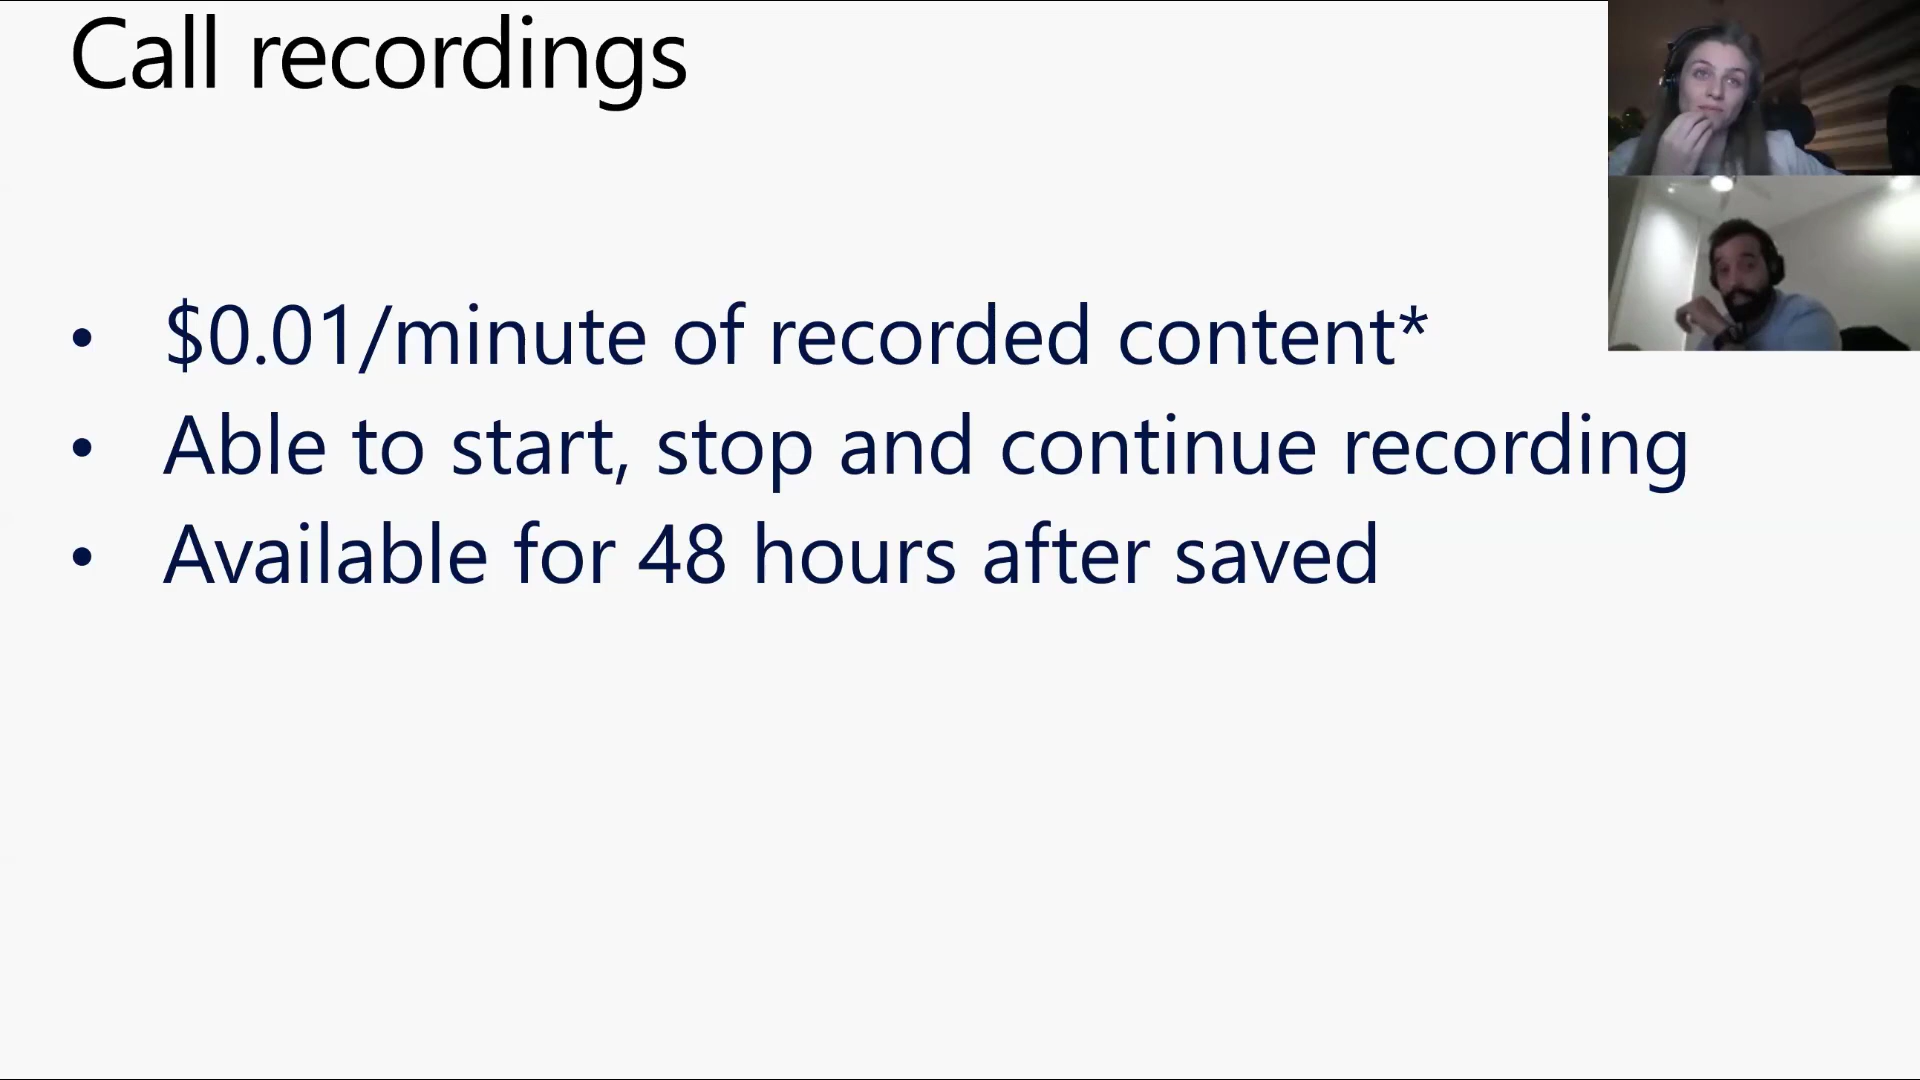 Call recordings
• $0.01/minute of recorded content*
• Able to start, stop and continue recording
• Available for 48 hours after saved